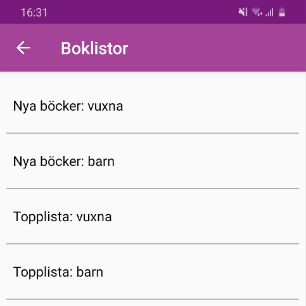 16:31
Boklistor
Nya böcker: vuxna
Nya böcker: barn
Topplista: vuxna
Topplista: barn